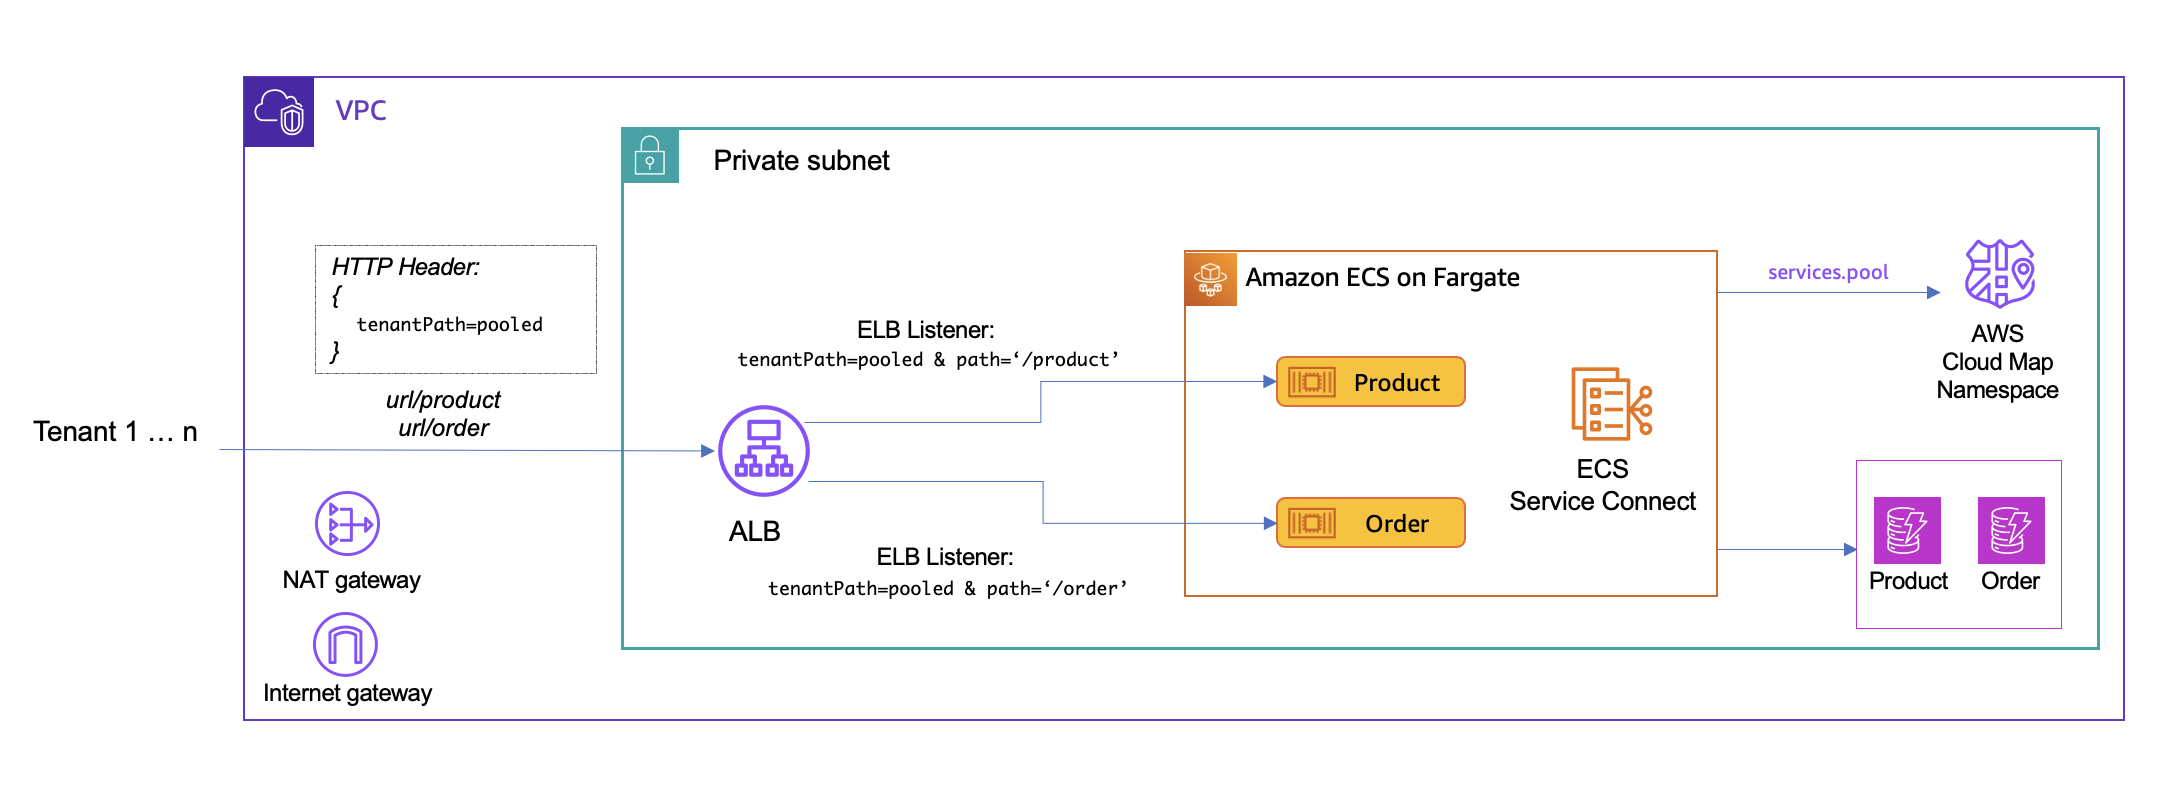 VPC
Private subnet
HTTP Header:
{
tenantPath=pooled
}
url/product
url/order
Tenant 1 … n
NAT gateway
Internet gateway
ALB
ELB Listener:
tenantPath=pooled & path=‘/product’
ELB Listener:
tenantPath=pooled & path=‘/order’
Amazon ECS on Fargate
Product
Order
ECS
Service Connect
services.pool
AWS
Cloud Map
Namespace
Product
Order